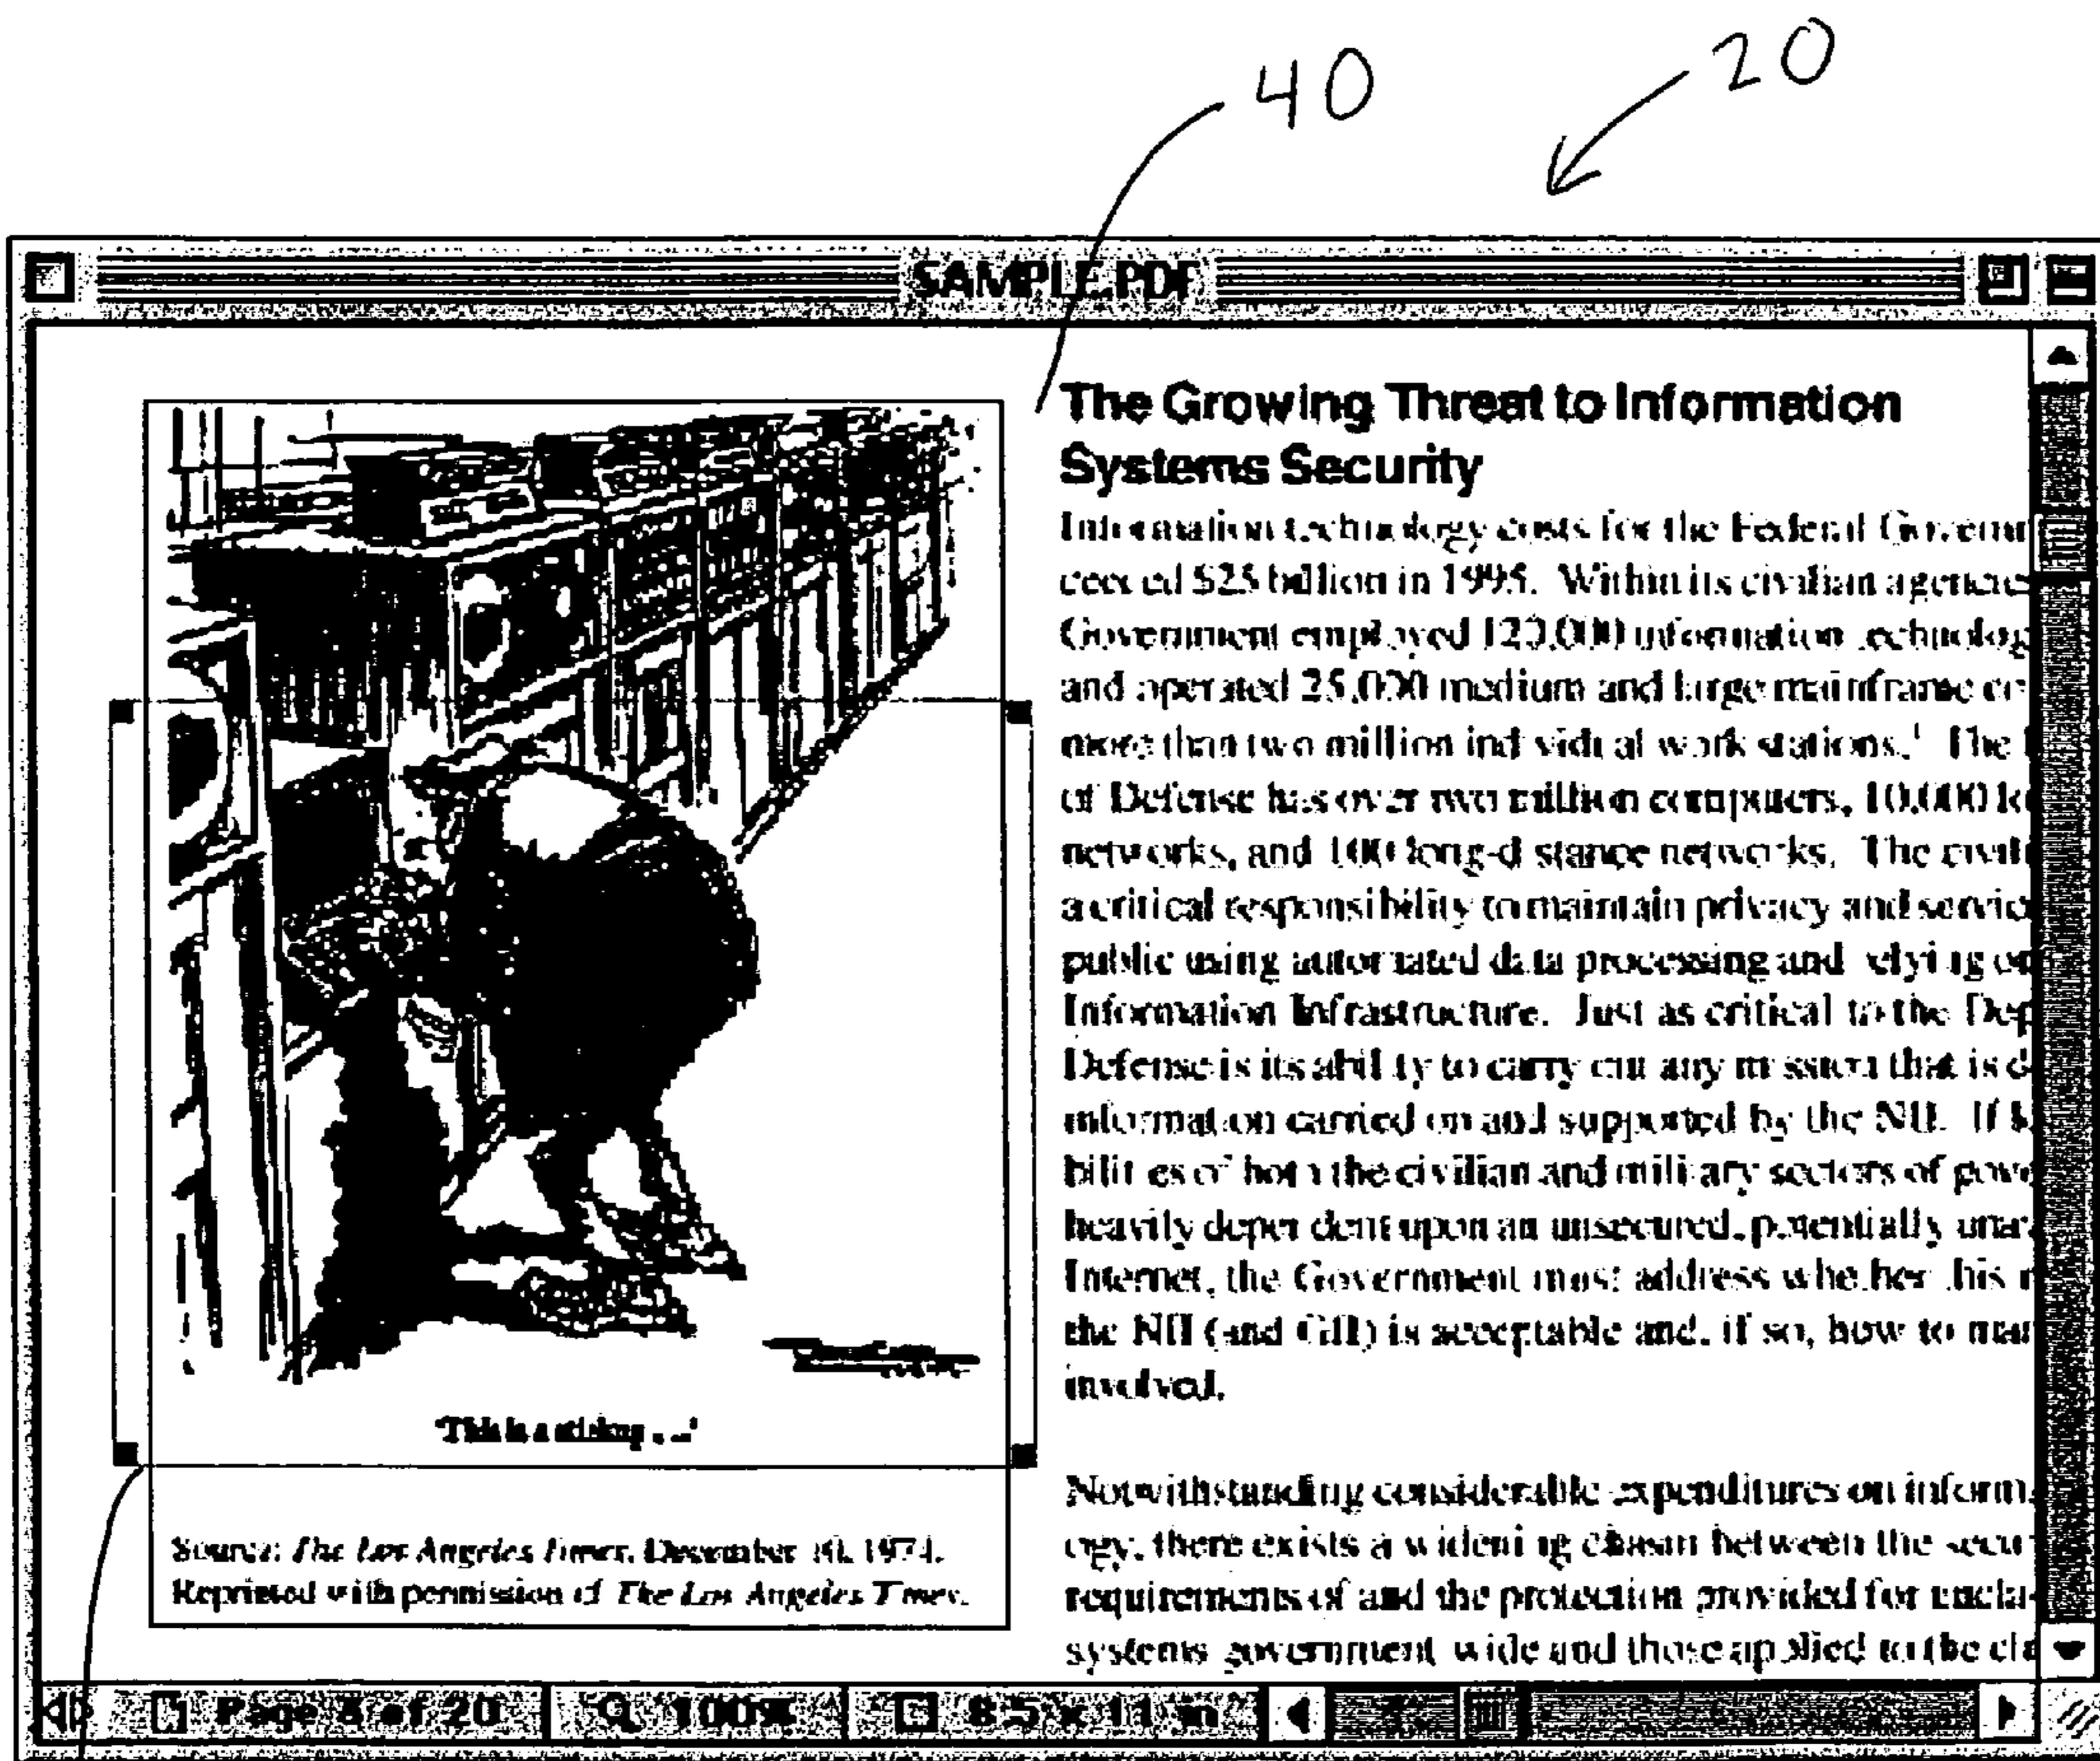 40
20
SAMPLE.PDF
The Growing Threat to Information
Systems Security
Information technology costs for the Federal Governm
ceeded $25 billion in 1995. Within its civilian agencie
Government employed 120,000 information technolog
and operated 25,000 medium and large mainframe co
more than two million individual work stations.¹ The
of Defense has over two million computers, 10,000 lo
networks, and 100 long-distance networks. The civili
a critical responsibility to maintain privacy and servic
public using automated data processing and relying on
Information Infrastructure. Just as critical to the Dep
Defense is its ability to carry out any mission that is d
information carried on and supported by the NII. If
bilities of both the civilian and military sectors of gove
heavily dependent upon an unsecured, potentially una
Internet, the Government must address whether this r
the NII (and GII) is acceptable and, if so, how to man
involved.
Notwithstanding considerable expenditures on inform
ogy, there exists a widening chasm between the secu
requirements of and the protection provided for uncla
systems government wide and those applied to the cla
'This is a stickup . . .'
Source: The Los Angeles Times, December 1974.
Reprinted with permission of The Los Angeles Times.
Page of 20 100% 8.5 x 11 in